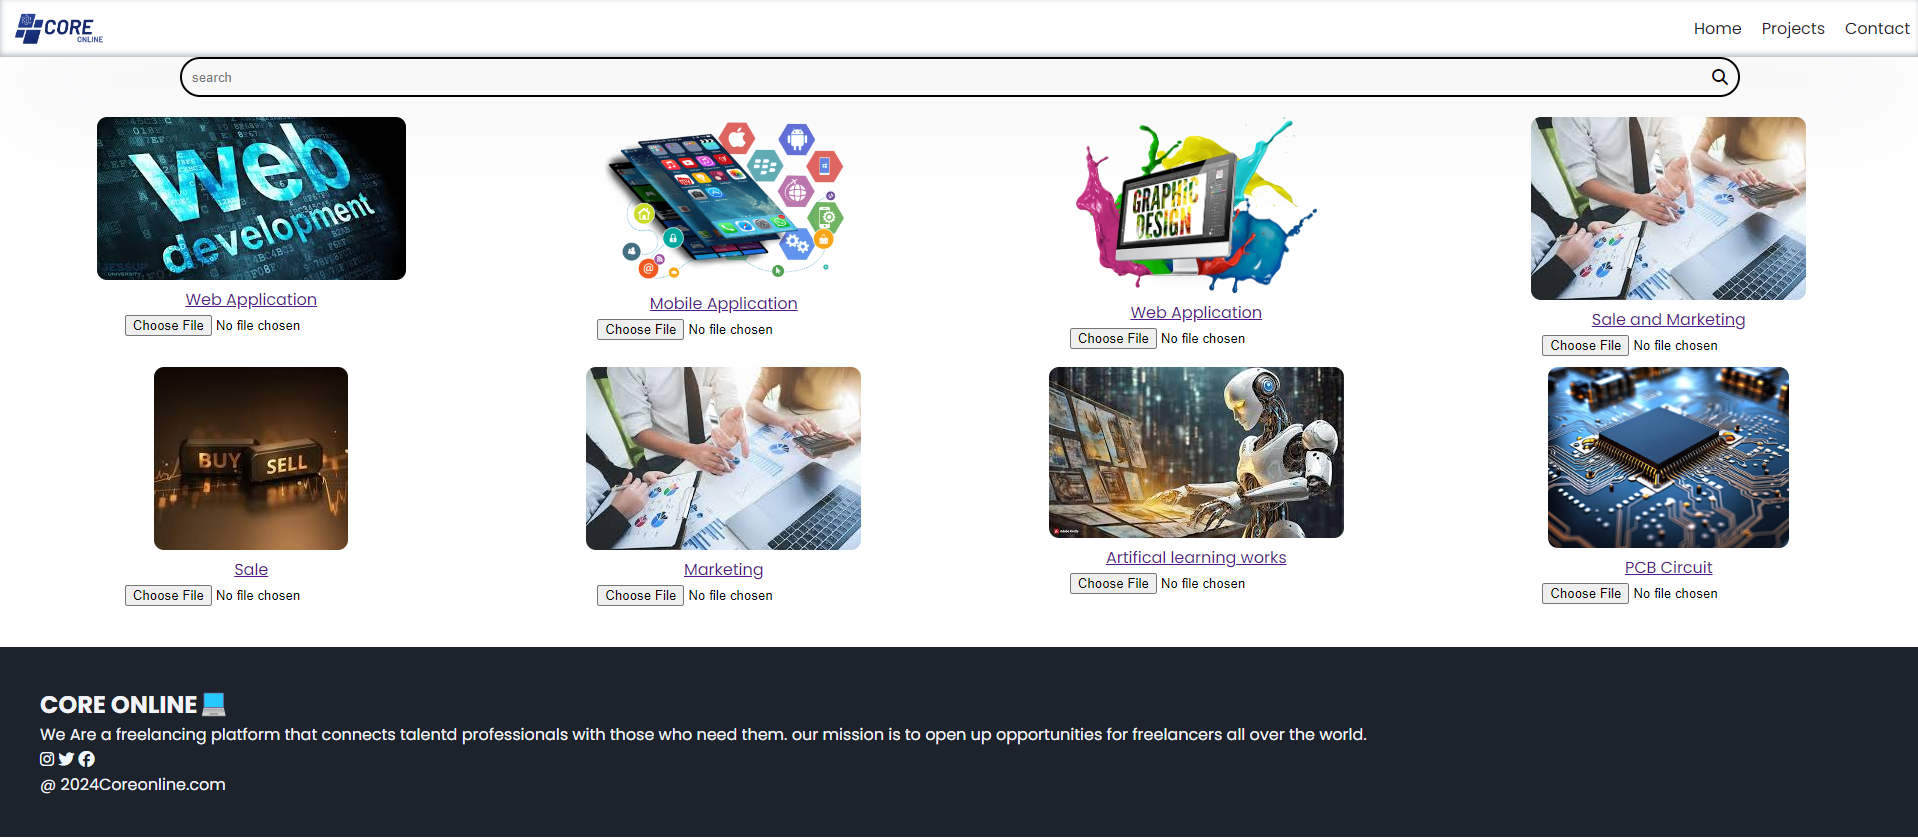 CORE
ONLINE
Home Projects Contact
search
web
development
JESSUP
UNIVERSITY
GRAPHIC
DESIGN
Web Application
Choose File No file chosen
Mobile Application
Choose File No file chosen
Web Application
Choose File No file chosen
Sale and Marketing
Choose File No file chosen
BUY SELL
Sale
Choose File No file chosen
Marketing
Choose File No file chosen
Adobe Firefly
Artifical learning works
Choose File No file chosen
PCB Circuit
Choose File No file chosen
CORE ONLINE
We Are a freelancing platform that connects talentd professionals with those who need them. our mission is to open up opportunities for freelancers all over the world.
@ 2024Coreonline.com